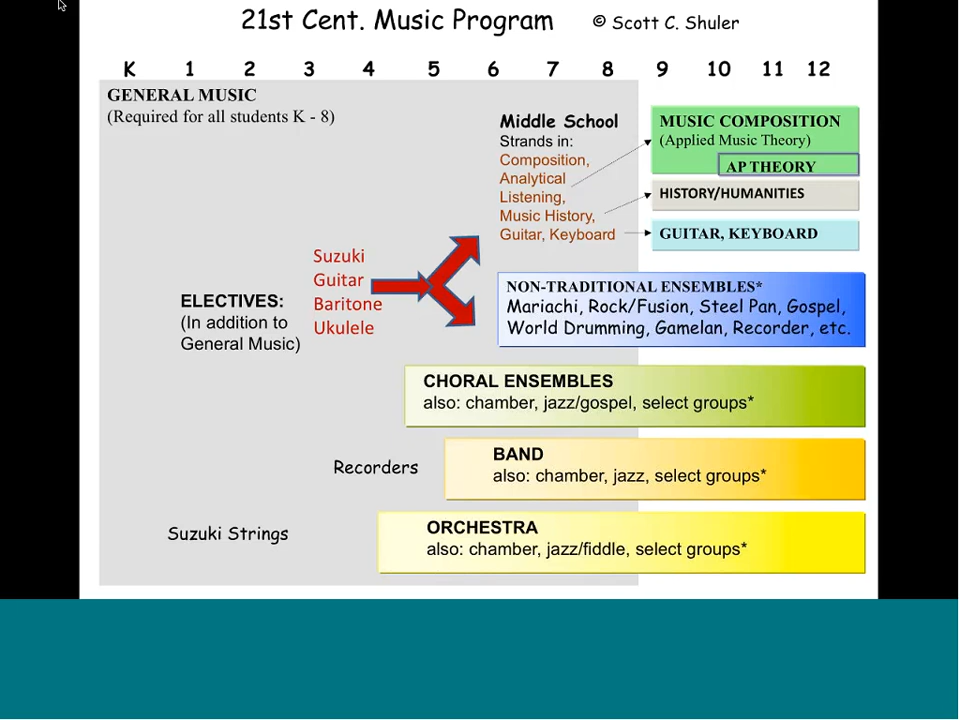 21st Cent. Music Program © Scott C. Shuler
K 1 2 3 4 5 6 7 8 9 10 11 12
GENERAL MUSIC
(Required for all students K - 8)
Middle School
Strands in:
Composition,
Analytical
Listening,
Music History,
Guitar, Keyboard
MUSIC COMPOSITION
(Applied Music Theory)
AP THEORY
HISTORY/HUMANITIES
GUITAR, KEYBOARD
Suzuki
Guitar
Baritone
Ukulele
ELECTIVES:
(In addition to
General Music)
NON-TRADITIONAL ENSEMBLES*
Mariachi, Rock/Fusion, Steel Pan, Gospel,
World Drumming, Gamelan, Recorder, etc.
CHORAL ENSEMBLES
also: chamber, jazz/gospel, select groups*
Recorders
BAND
also: chamber, jazz, select groups*
Suzuki Strings
ORCHESTRA
also: chamber, jazz/fiddle, select groups*